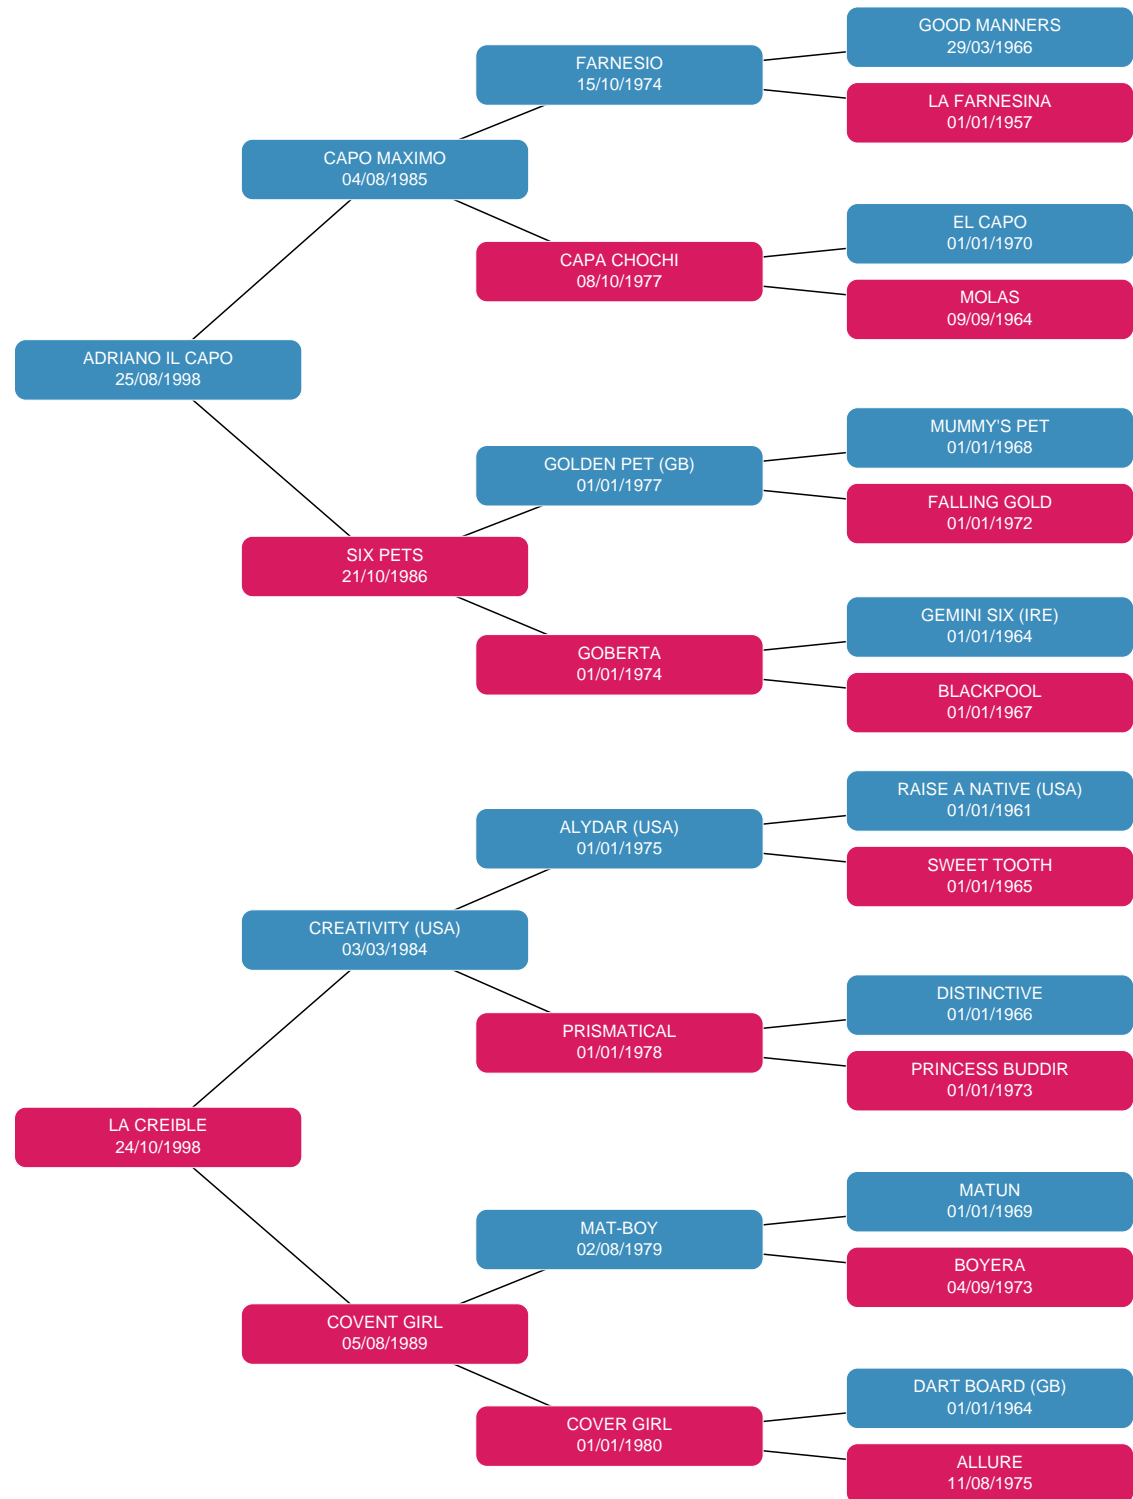 GOOD MANNERS
29/03/1966
FARNESIO
15/10/1974
LA FARNESINA
01/01/1957
CAPO MAXIMO
04/08/1985
EL CAPO
01/01/1970
CAPA CHOCHI
08/10/1977
MOLAS
09/09/1964
ADRIANO IL CAPO
25/08/1998
MUMMY'S PET
01/01/1968
GOLDEN PET (GB)
01/01/1977
FALLING GOLD
01/01/1972
SIX PETS
21/10/1986
GEMINI SIX (IRE)
01/01/1964
GOBERTA
01/01/1974
BLACKPOOL
01/01/1967
RAISE A NATIVE (USA)
01/01/1961
ALYDAR (USA)
01/01/1975
SWEET TOOTH
01/01/1965
CREATIVITY (USA)
03/03/1984
DISTINCTIVE
01/01/1966
PRISMATICAL
01/01/1978
PRINCESS BUDDIR
01/01/1973
LA CREIBLE
24/10/1998
MATUN
01/01/1969
MAT-BOY
02/08/1979
BOYERA
04/09/1973
COVENT GIRL
05/08/1989
DART BOARD (GB)
01/01/1964
COVER GIRL
01/01/1980
ALLURE
11/08/1975